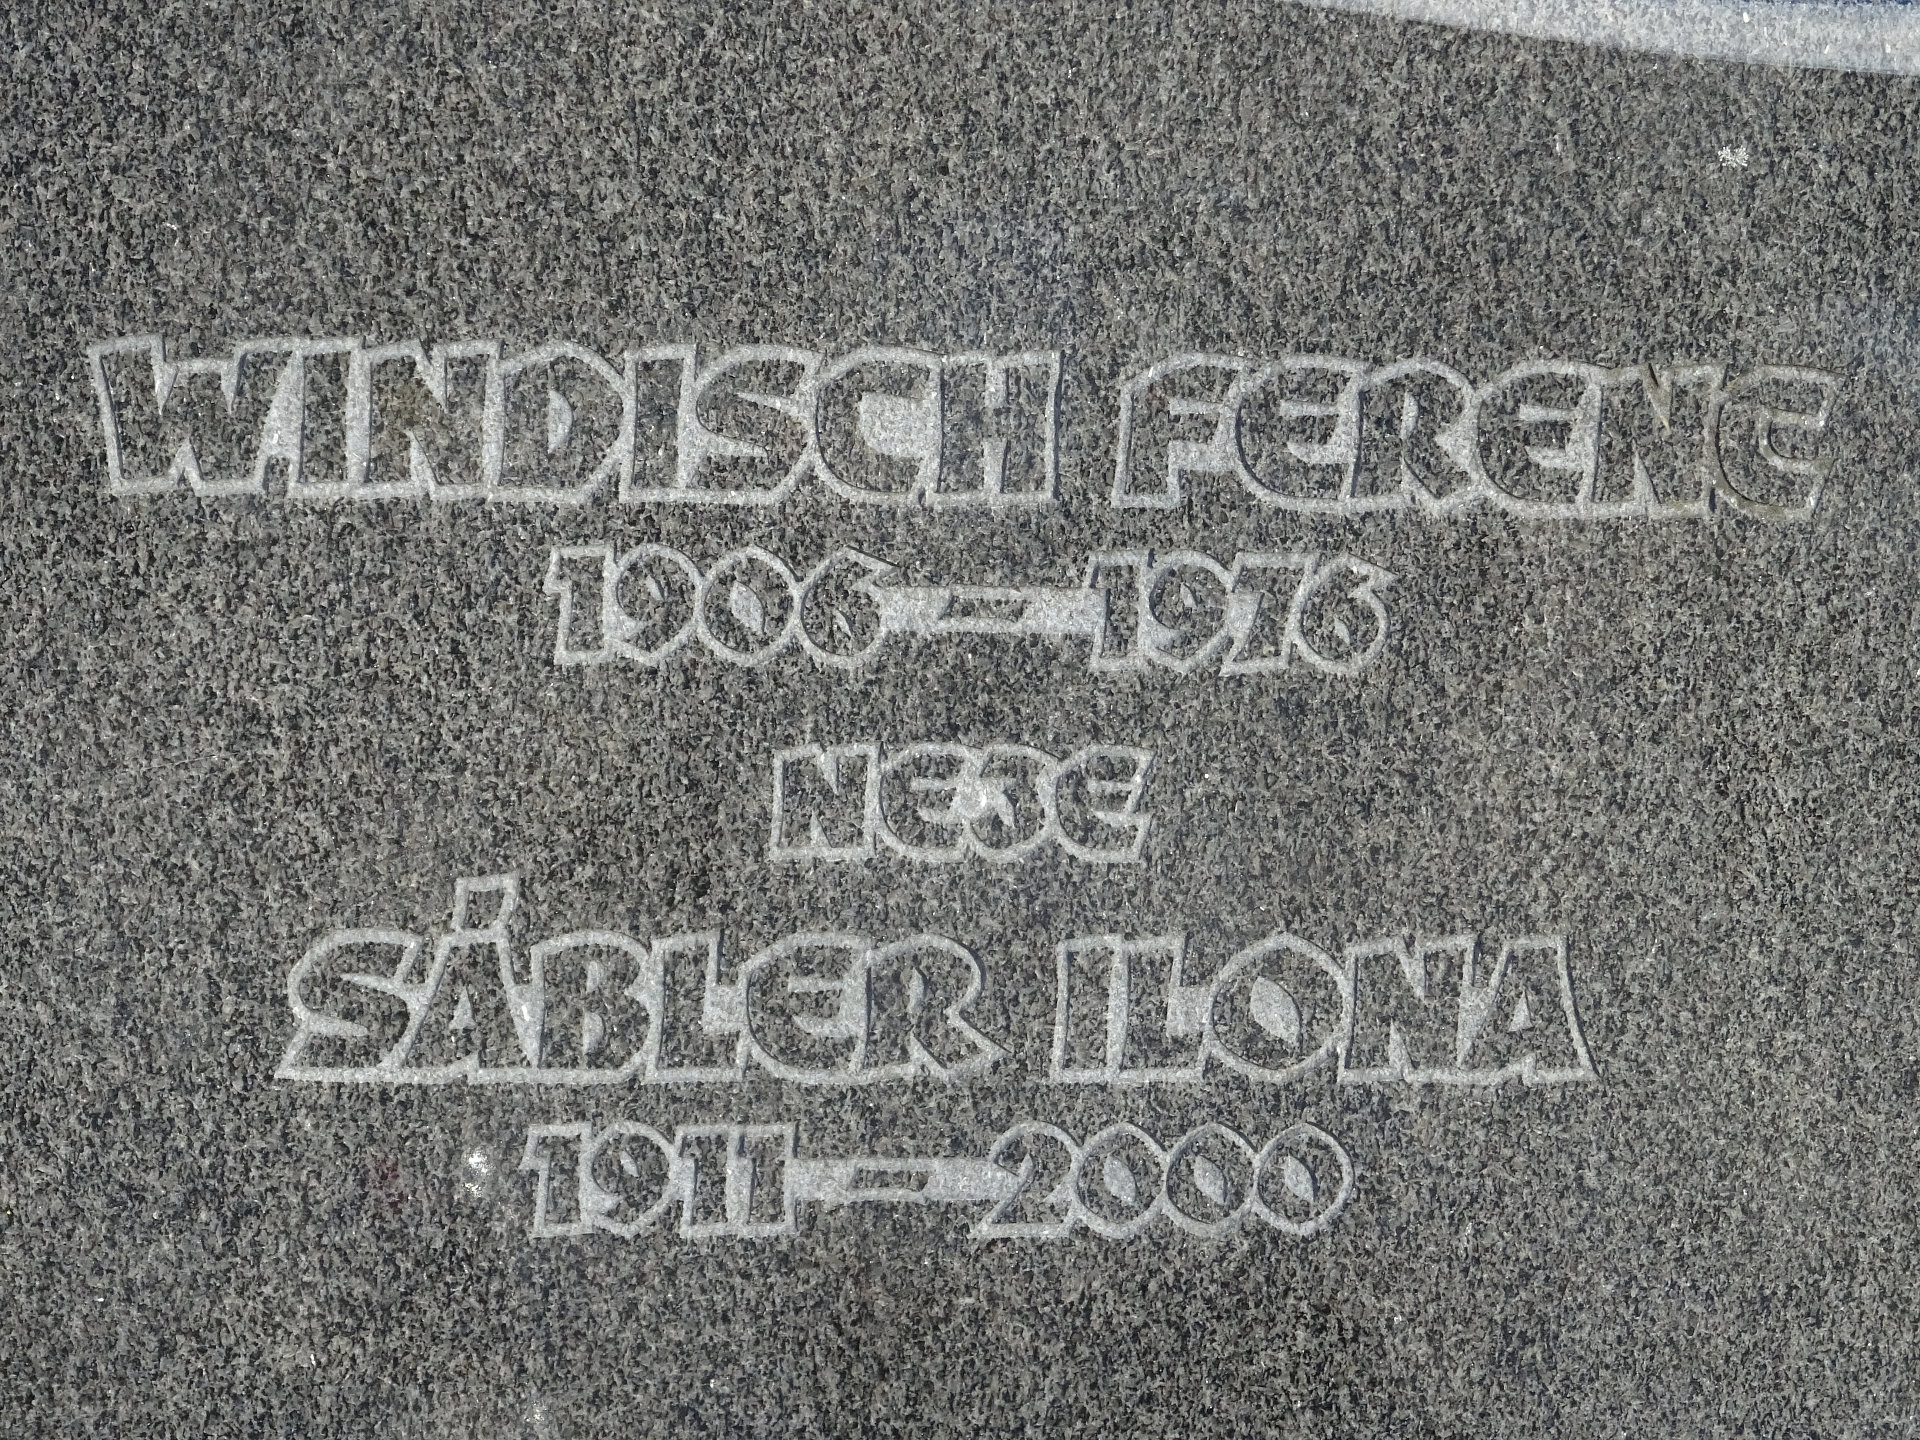 WINDISCH FERENC
1906-1976
NEJE
SÁBLER ILONA
1911-2000